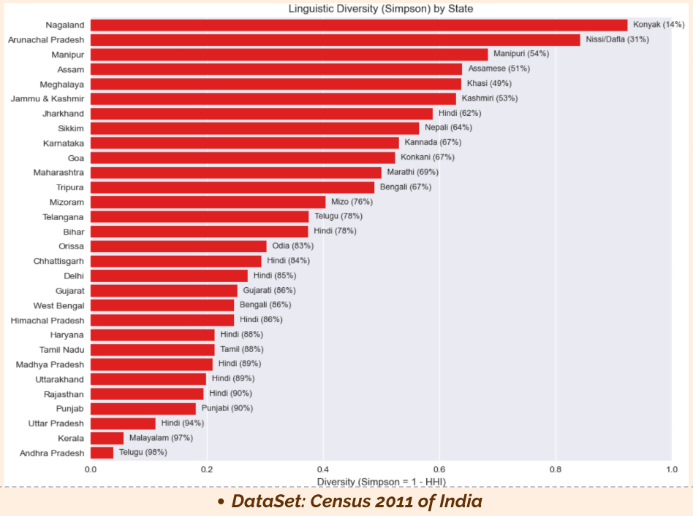 Linguistic Diversity (Simpson) by State
Nagaland Konyak (14%)
Arunachal Pradesh Nissi/Dafla (31%)
Manipur Manipuri (54%)
Assam Assamese (51%)
Meghalaya Khasi (49%)
Jammu & Kashmir Kashmiri (53%)
Jharkhand Hindi (62%)
Sikkim Nepali (64%)
Karnataka Kannada (67%)
Goa Konkani (67%)
Maharashtra Marathi (69%)
Tripura Bengali (67%)
Mizoram Mizo (76%)
Telangana Telugu (78%)
Bihar Hindi (78%)
Orissa Odia (83%)
Chhattisgarh Hindi (84%)
Delhi Hindi (85%)
Gujarat Gujarati (86%)
West Bengal Bengali (86%)
Himachal Pradesh Hindi (86%)
Haryana Hindi (88%)
Tamil Nadu Tamil (88%)
Madhya Pradesh Hindi (89%)
Uttarakhand Hindi (89%)
Rajasthan Hindi (90%)
Punjab Punjabi (90%)
Uttar Pradesh Hindi (94%)
Kerala Malayalam (97%)
Andhra Pradesh Telugu (98%)
0.0 0.2 0.4 0.6 0.8 1.0
Diversity (Simpson = 1 - HHI)
• DataSet: Census 2011 of India